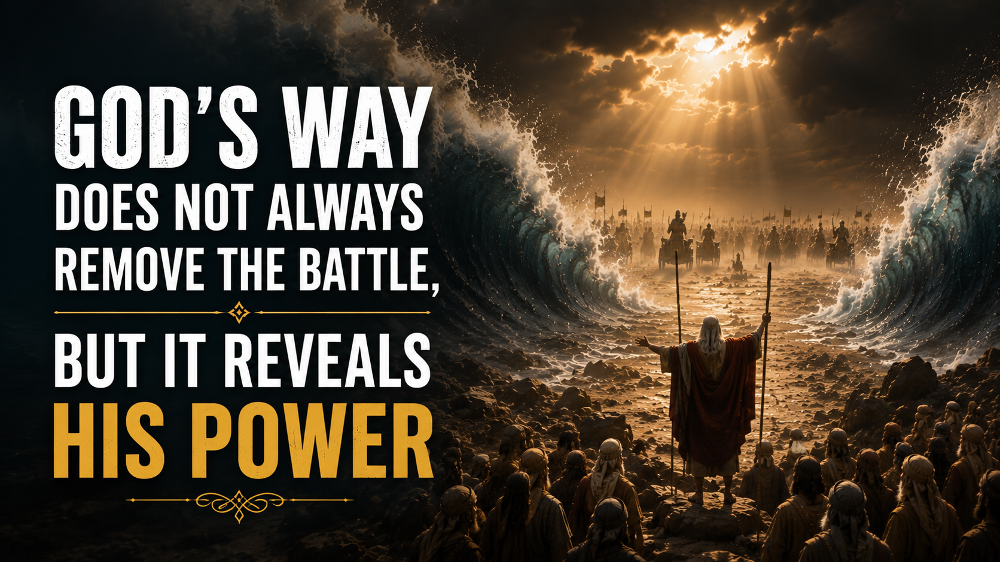 GOD'S WAY
DOES NOT ALWAYS
REMOVE THE BATTLE,
BUT IT REVEALS
HIS POWER